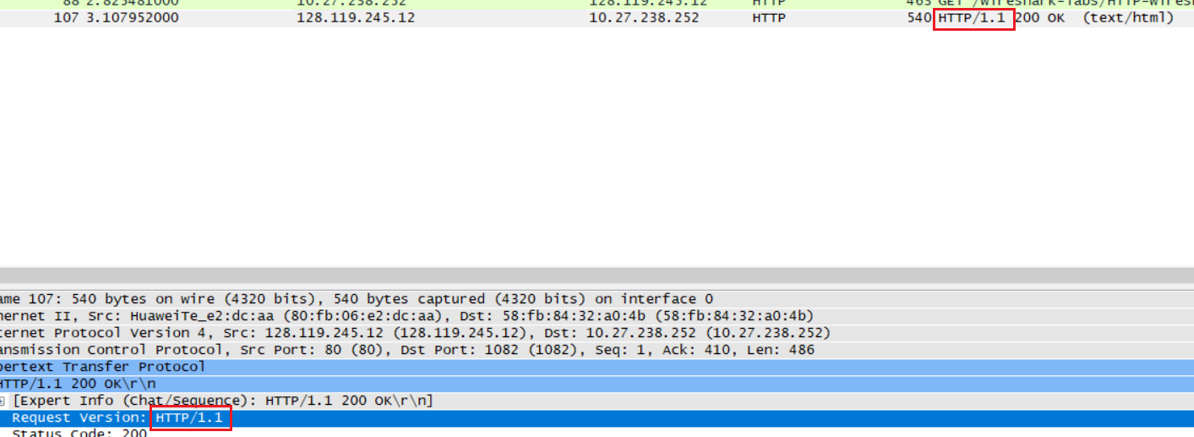 88 2.825481000 10.27.238.252 128.119.245.12 HTTP 463 GET /wireshark-labs/HTTP-wires
107 3.107952000 128.119.245.12 10.27.238.252 HTTP 540 HTTP/1.1 200 OK (text/html)
ame 107: 540 bytes on wire (4320 bits), 540 bytes captured (4320 bits) on interface 0
hernet II, Src: HuaweiTe_e2:dc:aa (80:fb:06:e2:dc:aa), Dst: 58:fb:84:32:a0:4b (58:fb:84:32:a0:4b)
ternet Protocol Version 4, Src: 128.119.245.12 (128.119.245.12), Dst: 10.27.238.252 (10.27.238.252)
ansmission Control Protocol, Src Port: 80 (80), Dst Port: 1082 (1082), Seq: 1, Ack: 410, Len: 486
pertext Transfer Protocol
HTTP/1.1 200 OK\r\n
[Expert Info (Chat/Sequence): HTTP/1.1 200 OK\r\n]
Request Version: HTTP/1.1
Status Code: 200